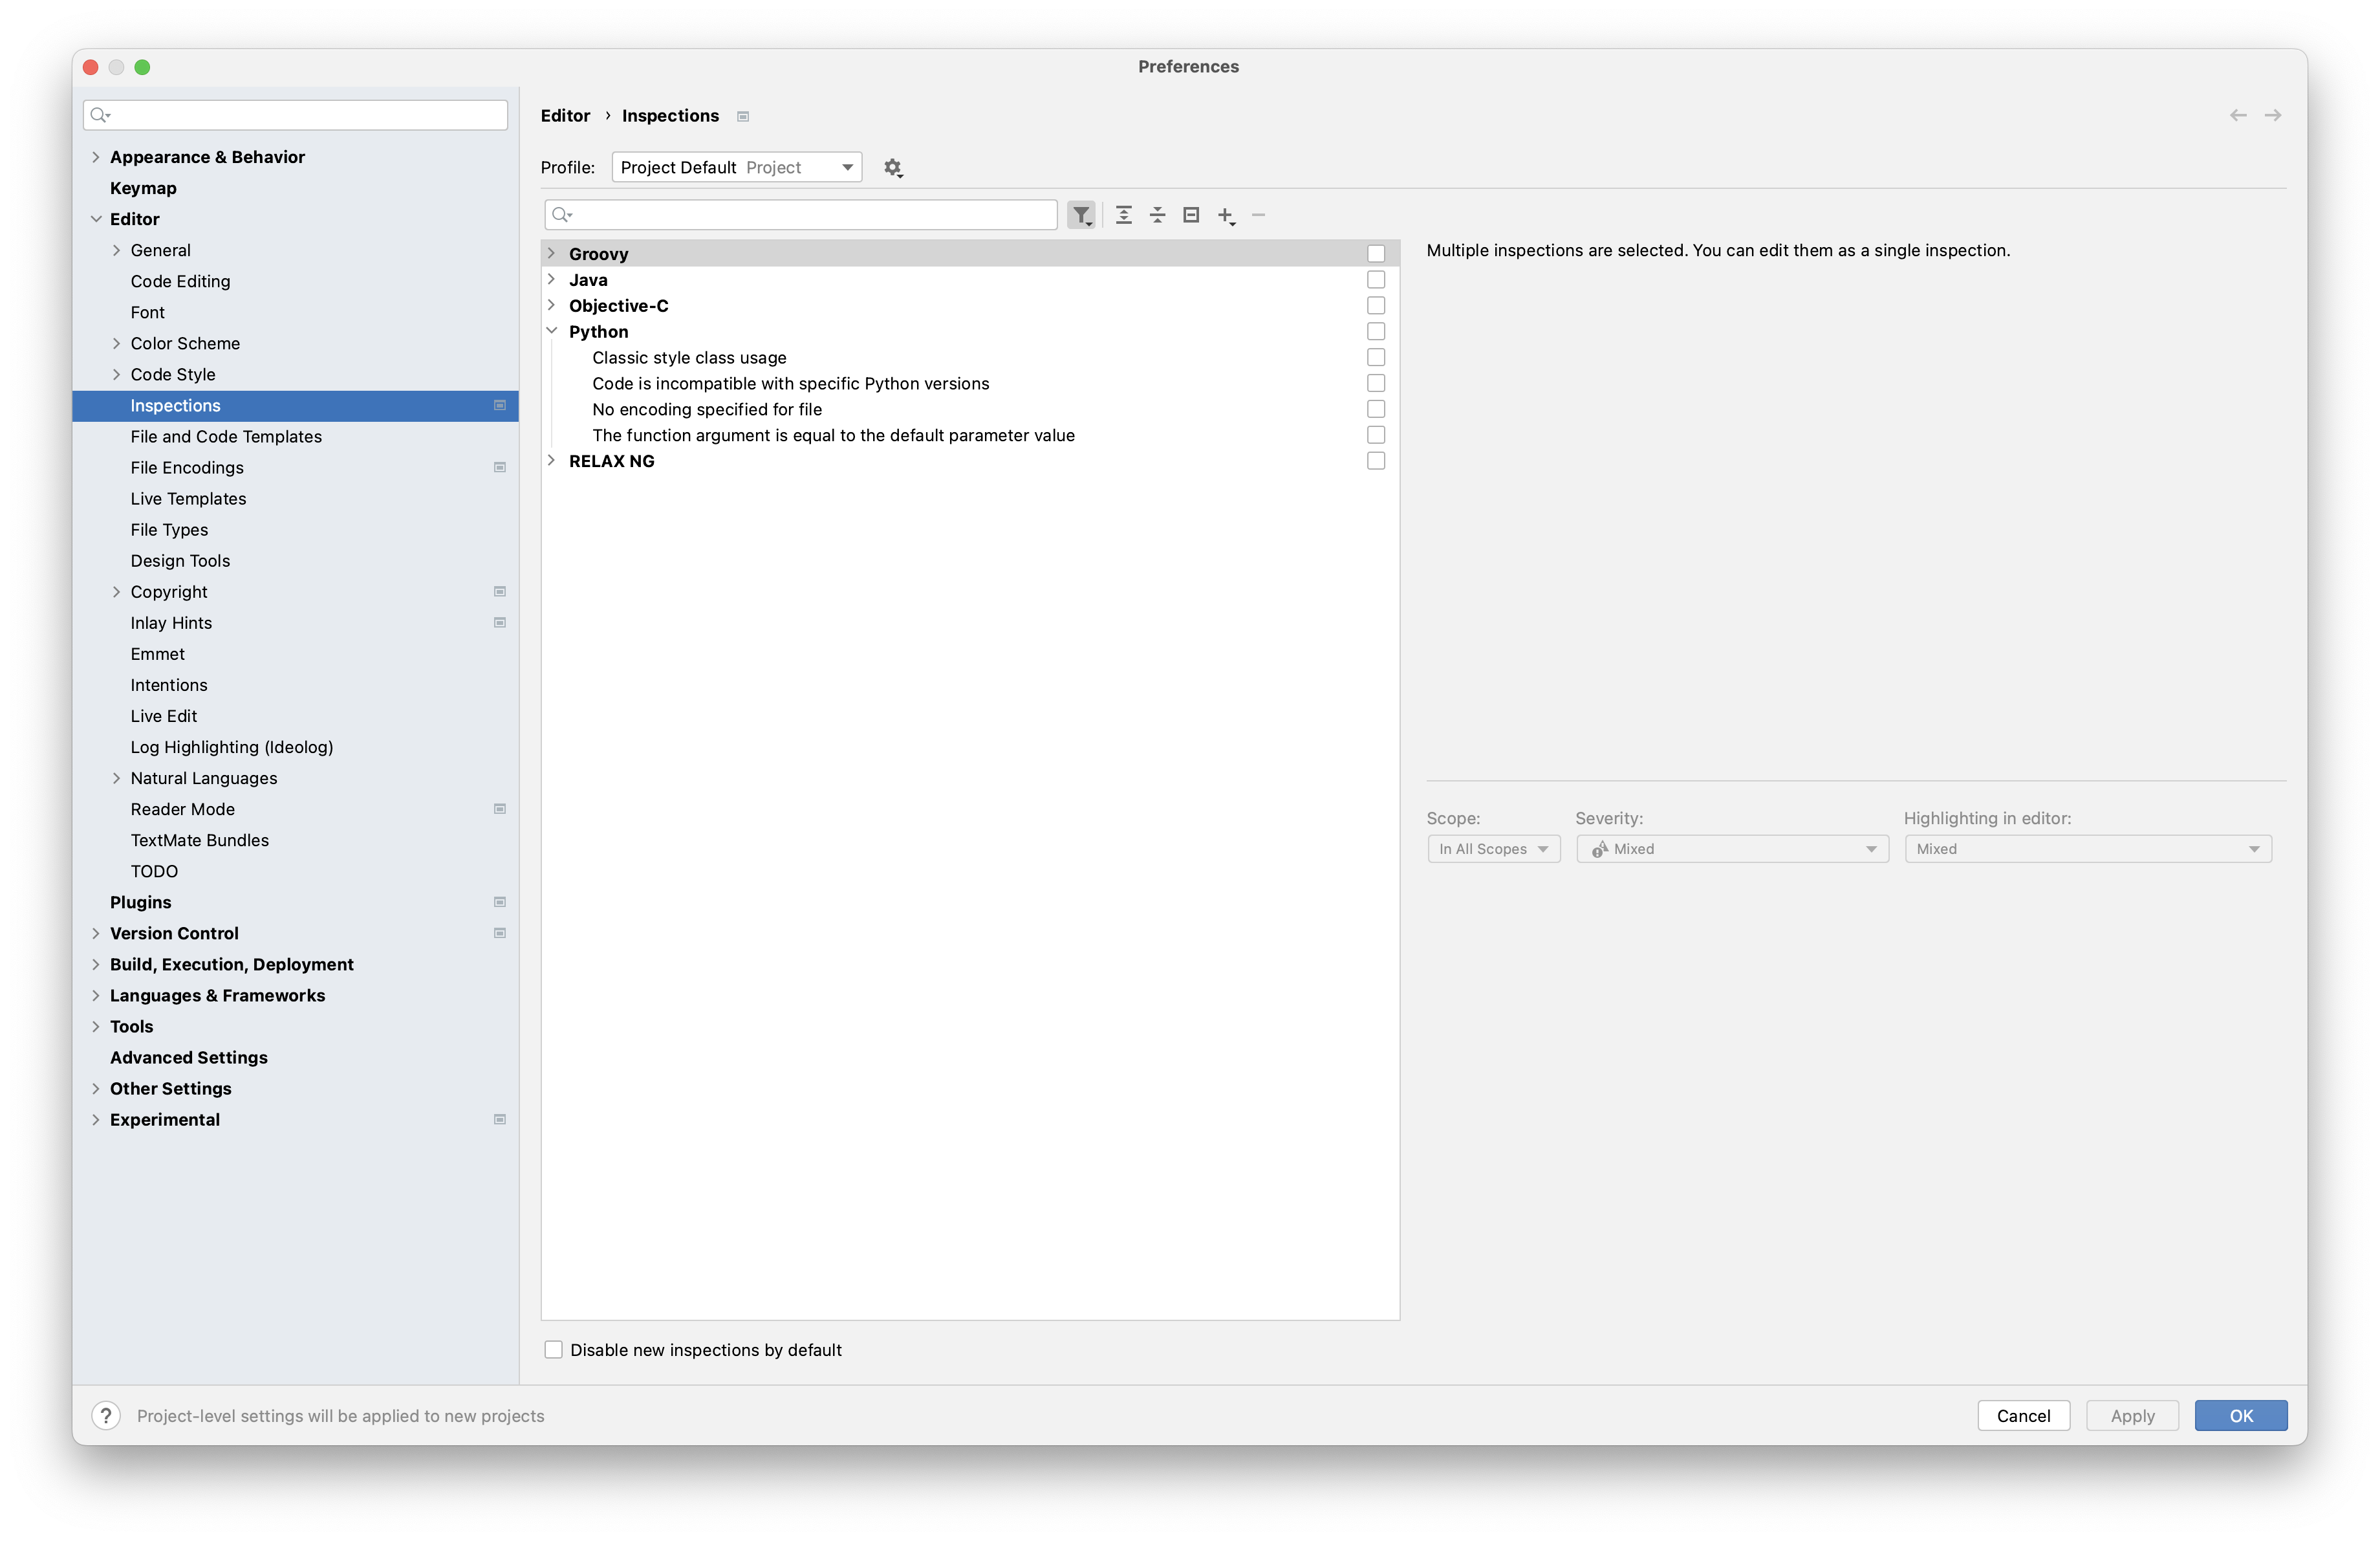 Preferences
Appearance & Behavior
Keymap
Editor
General
Code Editing
Font
Color Scheme
Code Style
Inspections
File and Code Templates
File Encodings
Live Templates
File Types
Design Tools
Copyright
Inlay Hints
Emmet
Intentions
Live Edit
Log Highlighting (Ideolog)
Natural Languages
Reader Mode
TextMate Bundles
TODO
Plugins
Version Control
Build, Execution, Deployment
Languages & Frameworks
Tools
Advanced Settings
Other Settings
Experimental
Editor › Inspections
Profile: Project Default Project
Groovy
Java
Objective-C
Python
Classic style class usage
Code is incompatible with specific Python versions
No encoding specified for file
The function argument is equal to the default parameter value
RELAX NG
Disable new inspections by default
Multiple inspections are selected. You can edit them as a single inspection.
Scope: Severity: Highlighting in editor:
In All Scopes Mixed Mixed
? Project-level settings will be applied to new projects
Cancel Apply OK